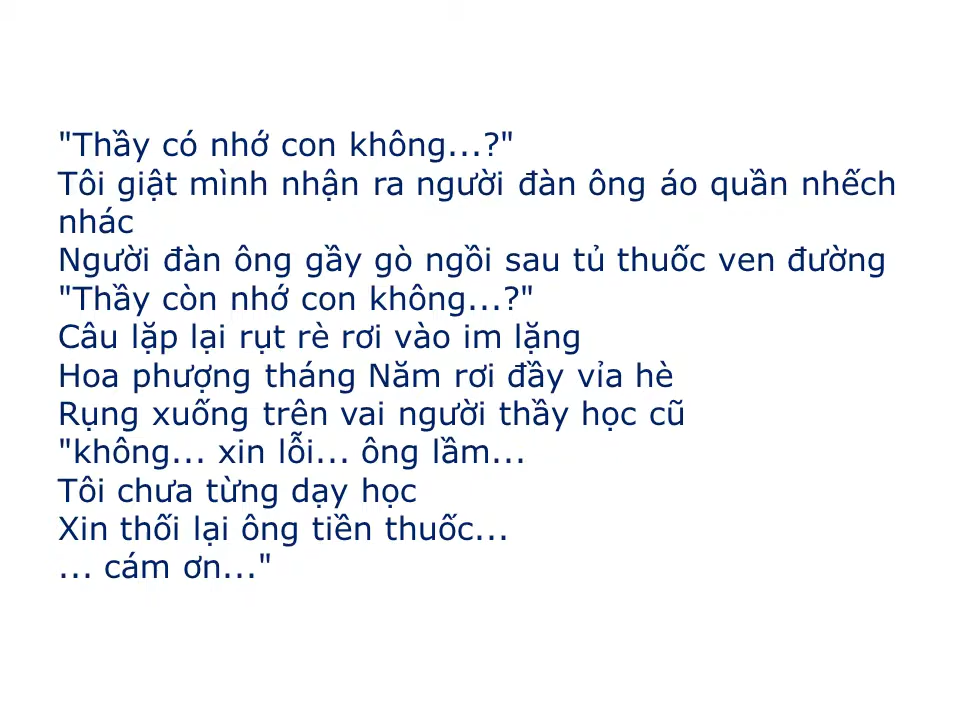 "Thầy có nhớ con không...?"
Tôi giật mình nhận ra người đàn ông áo quần nhếch
nhác
Người đàn ông gầy gò ngồi sau tủ thuốc ven đường
"Thầy còn nhớ con không...?"
Câu lặp lại rụt rè rơi vào im lặng
Hoa phượng tháng Năm rơi đầy vỉa hè
Rụng xuống trên vai người thầy học cũ
"không... xin lỗi... ông lầm...
Tôi chưa từng dạy học
Xin thối lại ông tiền thuốc...
... cám ơn..."